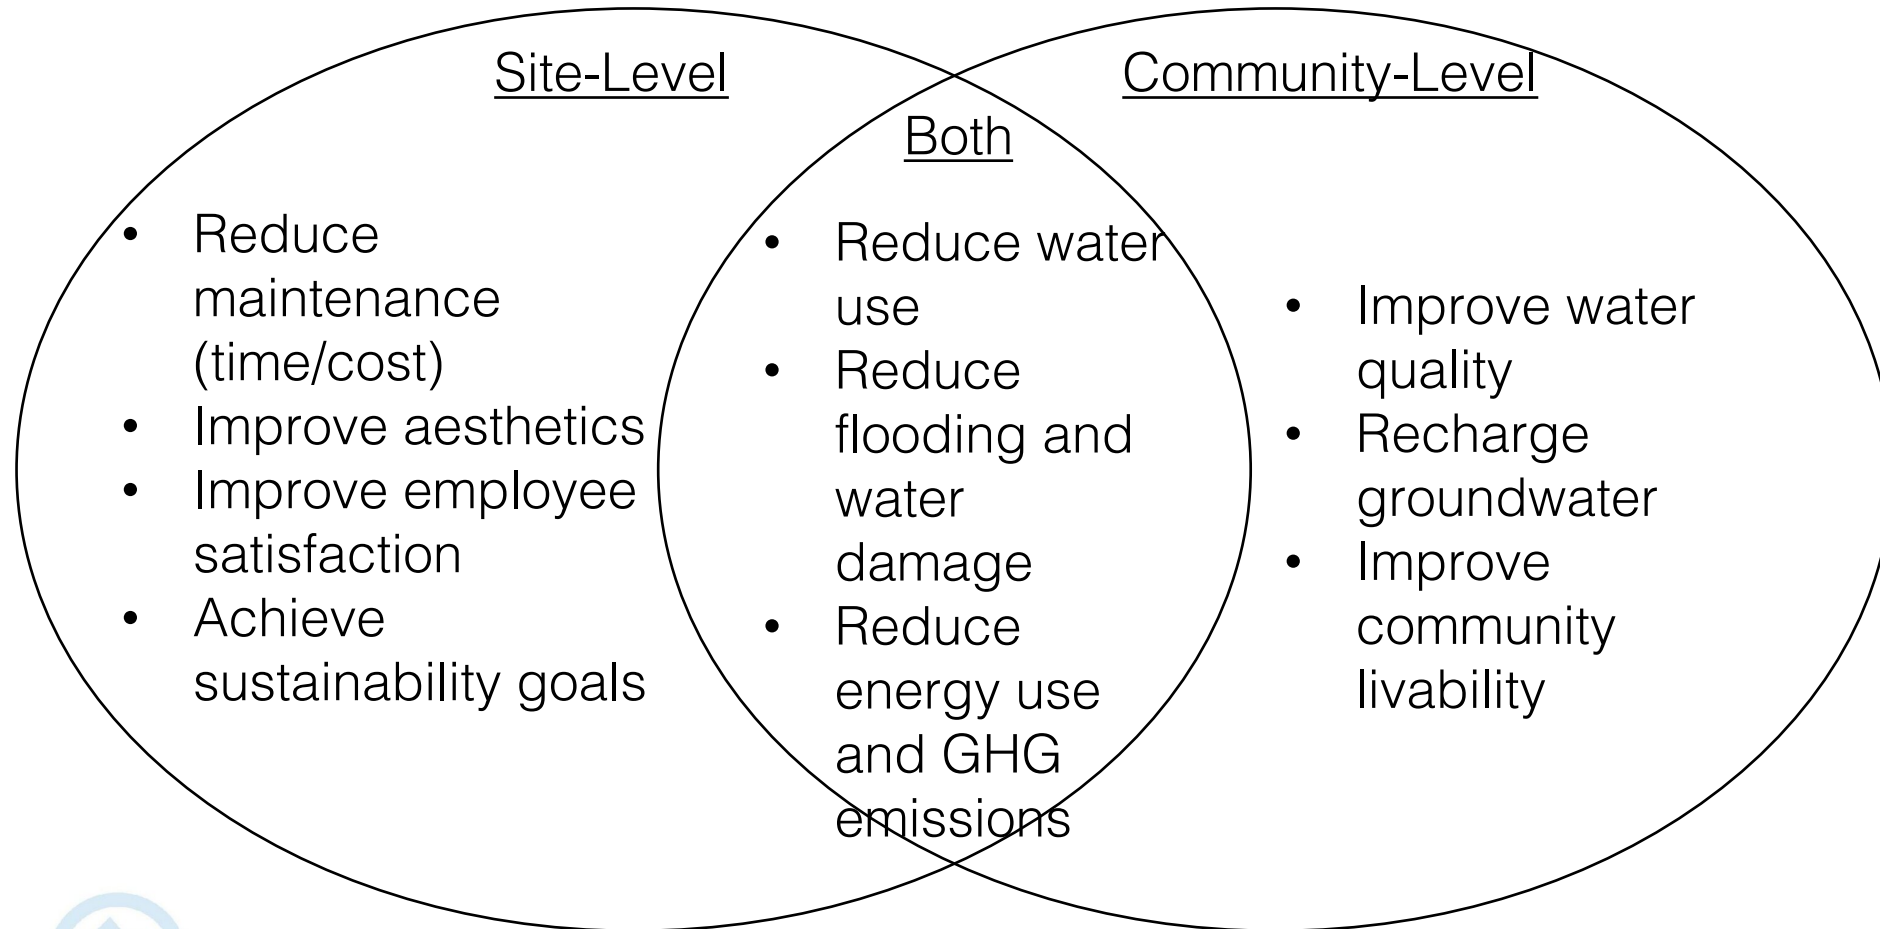 Site-Level
• Reduce
maintenance
(time/cost)
• Improve aesthetics
• Improve employee
satisfaction
• Achieve
sustainability goals
Both
• Reduce water
use
• Reduce
flooding and
water
damage
• Reduce
energy use
and GHG
emissions
Community-Level
• Improve water
quality
• Recharge
groundwater
• Improve
community
livability